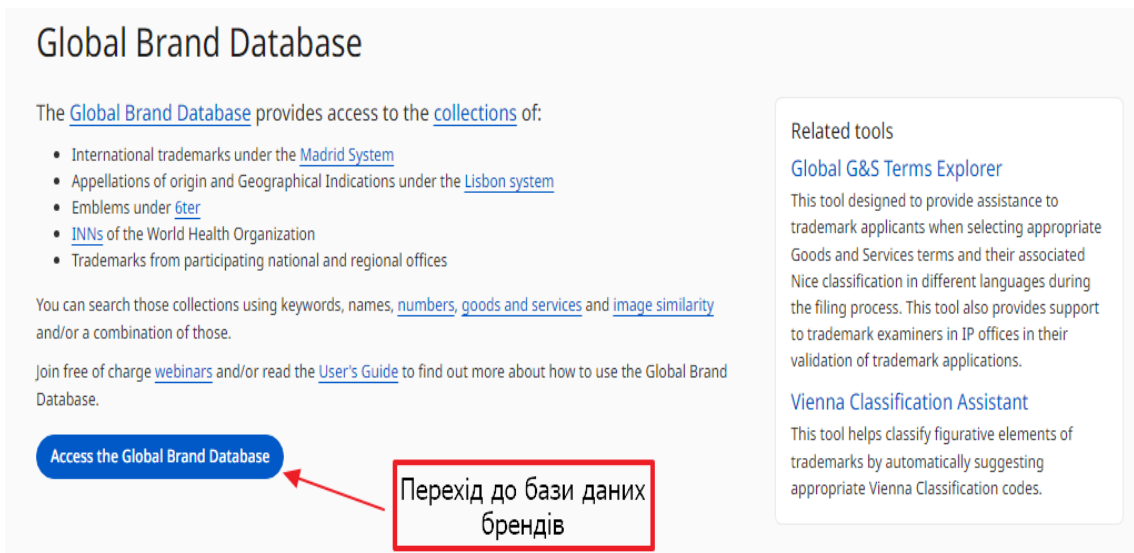 Global Brand Database
The Global Brand Database provides access to the collections of:
• International trademarks under the Madrid System
• Appellations of origin and Geographical Indications under the Lisbon system
• Emblems under 6ter
• INNs of the World Health Organization
• Trademarks from participating national and regional offices
You can search those collections using keywords, names, numbers, goods and services and image similarity
and/or a combination of those.
Join free of charge webinars and/or read the User's Guide to find out more about how to use the Global Brand
Database.
Access the Global Brand Database
Перехід до бази даних
брендів
Related tools
Global G&S Terms Explorer
This tool designed to provide assistance to
trademark applicants when selecting appropriate
Goods and Services terms and their associated
Nice classification in different languages during
the filing process. This tool also provides support
to trademark examiners in IP offices in their
validation of trademark applications.
Vienna Classification Assistant
This tool helps classify figurative elements of
trademarks by automatically suggesting
appropriate Vienna Classification codes.